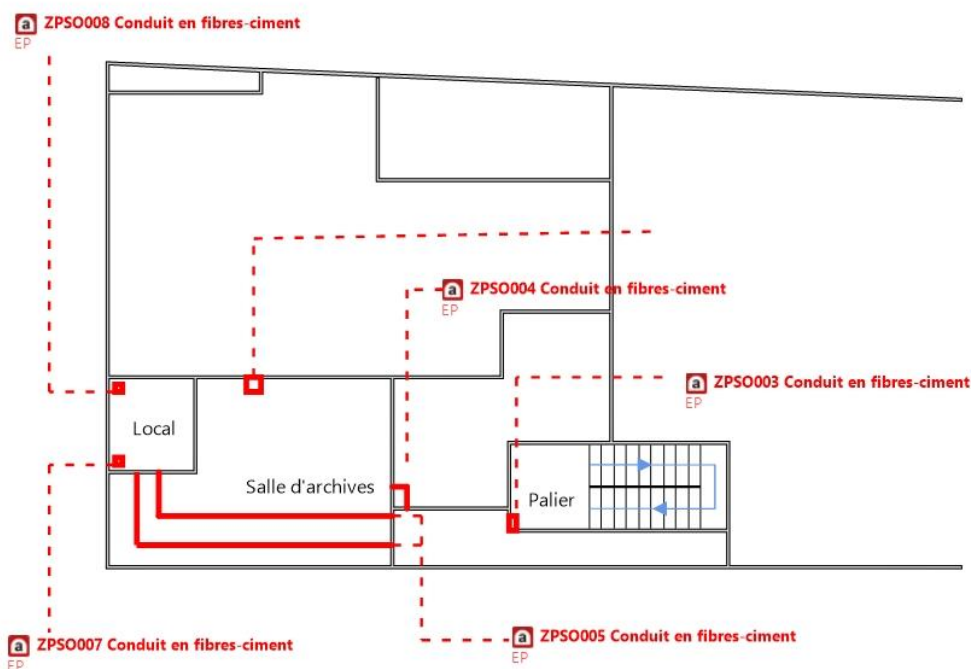 a ZPSO008 Conduit en fibres-ciment
EP
a ZPSO004 Conduit en fibres-ciment
EP
a ZPSO003 Conduit en fibres-ciment
EP
Local
Salle d'archives
Palier
a ZPSO005 Conduit en fibres-ciment
EP
a ZPSO007 Conduit en fibres-ciment
EP